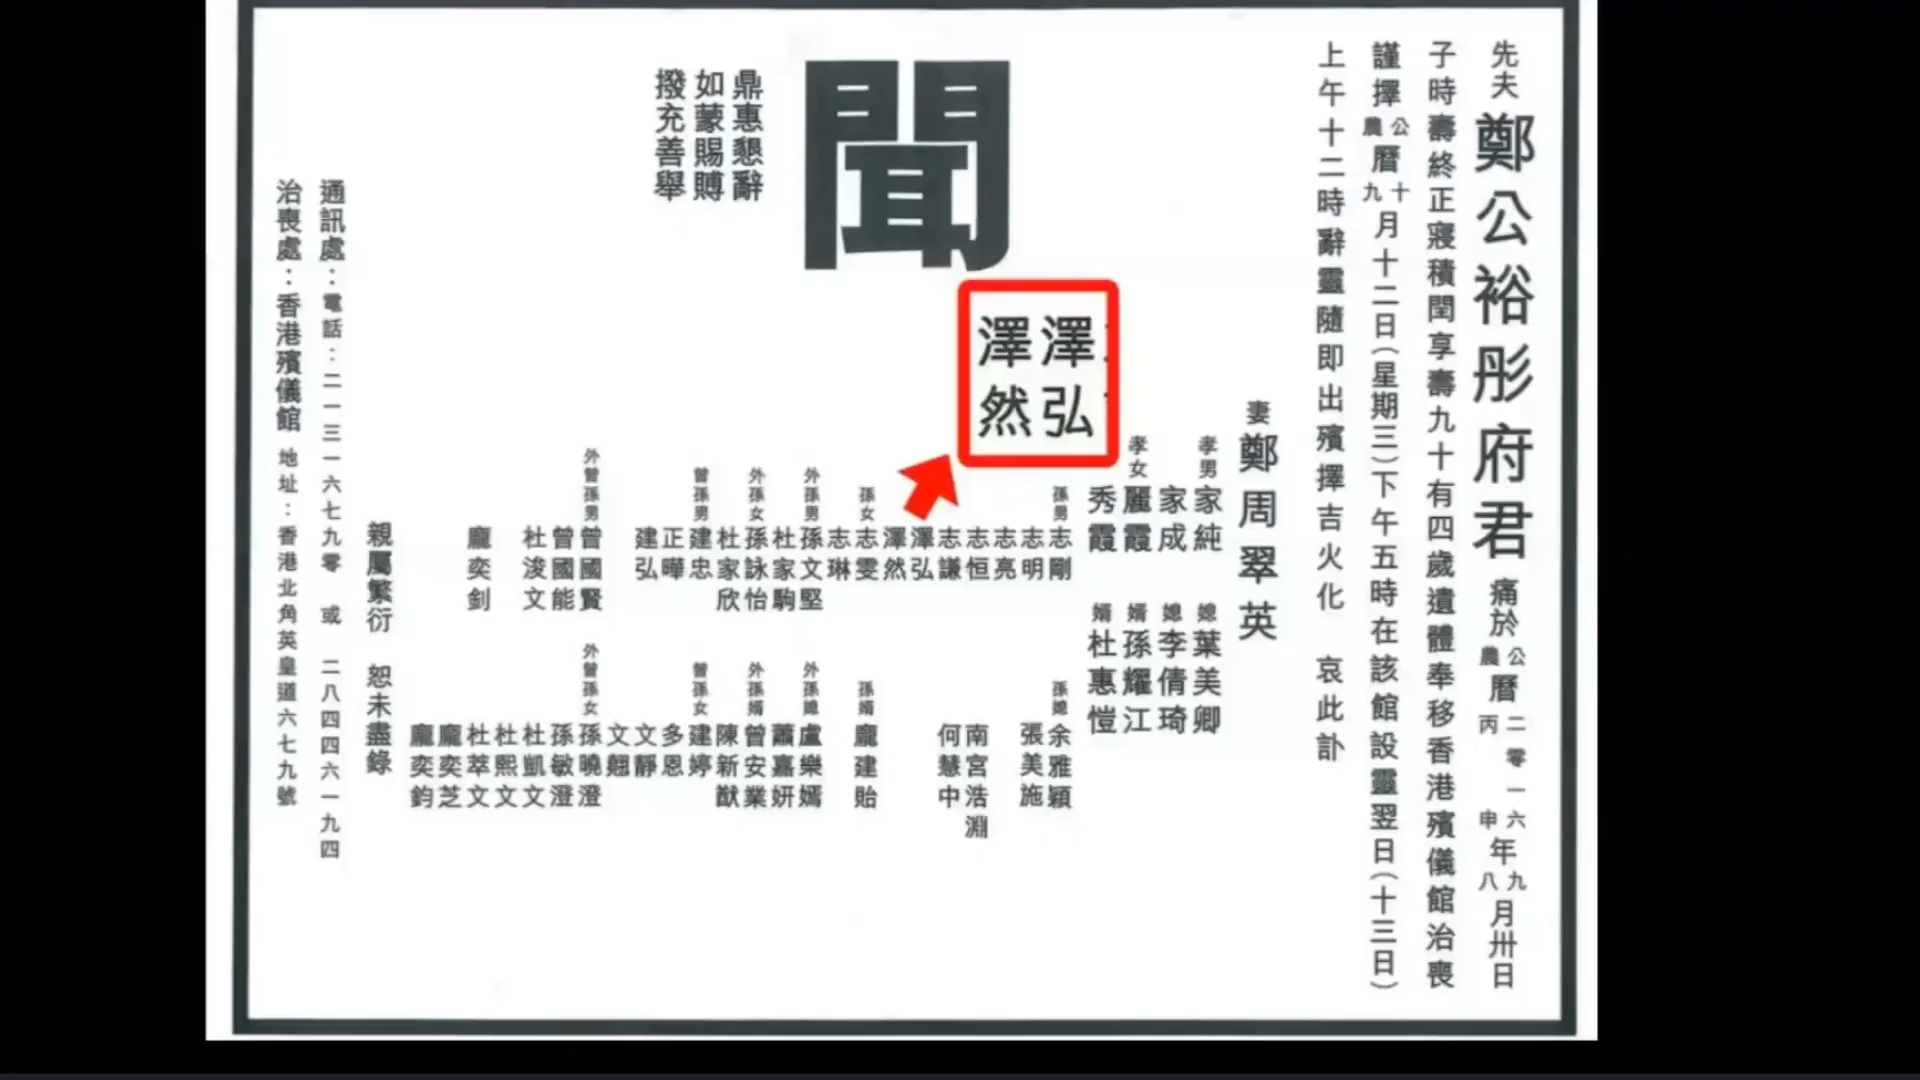 先夫鄭公裕彤府君痛於公農曆二零一六丙申年九八月卅日
子時壽終正寢積閏享壽九十有四歲遺體奉移香港殯儀館治喪
謹擇公農曆十九月十二日(星期三)下午五時在該館設靈翌日(十三日)
上午十二時辭靈隨即出殯擇吉火化 哀此訃
聞
妻 鄭周翠英
孝男 家純 媳 葉美卿
家成 媳 李倩琦
孝女 麗霞 婿 孫耀江
秀霞 婿 杜惠愷
澤弘
澤然
孫男 志剛 孫媳 余雅穎
志明 張美施
志亮
志恒 南宮浩淵
志謙 何慧中
澤弘
澤然
孫女 志雯 孫婿 龐建貽
志琳
外孫男 孫文堅 外孫媳 盧樂嫣
杜家駒 蕭嘉妍
外孫女 孫詠怡 外孫婿 曾安業
杜家欣 陳新猷
曾孫男 建忠 曾孫女 建婷
正曄 多恩
建弘 文靜
文翹
外曾孫男 曾國賢 外曾孫女 孫曉澄
曾國能 孫敏澄
杜浚文 杜凱文
杜熙文
龐奕釗 杜萃文
龐奕芝
龐奕鈞
親屬繁衍 恕未盡錄
鼎惠懇辭
如蒙賜賻
撥充善舉
通訊處:電話:二一三一六七九零 或 二八四四六一九四
治喪處:香港殯儀館 地址:香港北角英皇道六七九號